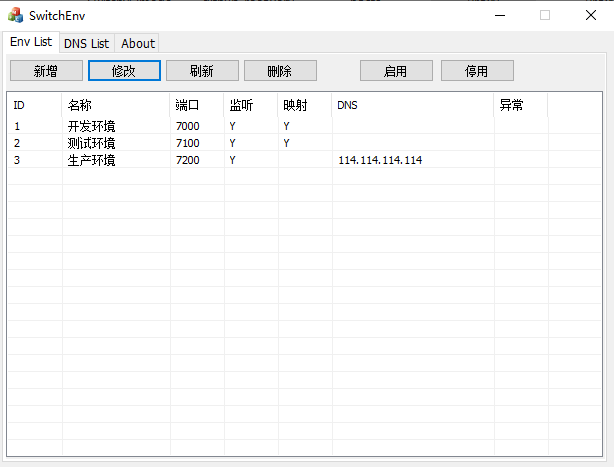 SwitchEnv
Env List DNS List About
新增 修改 刷新 删除 启用 停用
ID 名称 端口 监听 映射 DNS 异常
1 开发环境 7000 Y Y
2 测试环境 7100 Y Y
3 生产环境 7200 Y 114.114.114.114